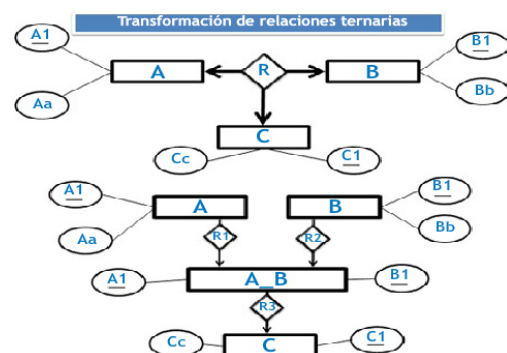 Transformación de relaciones ternarias
A1
B1
A
R
B
Aa
Bb
C
Cc
C1
A1
B1
A
B
Aa
R1
R2
Bb
A1
A_B
B1
R3
Cc
C
C1